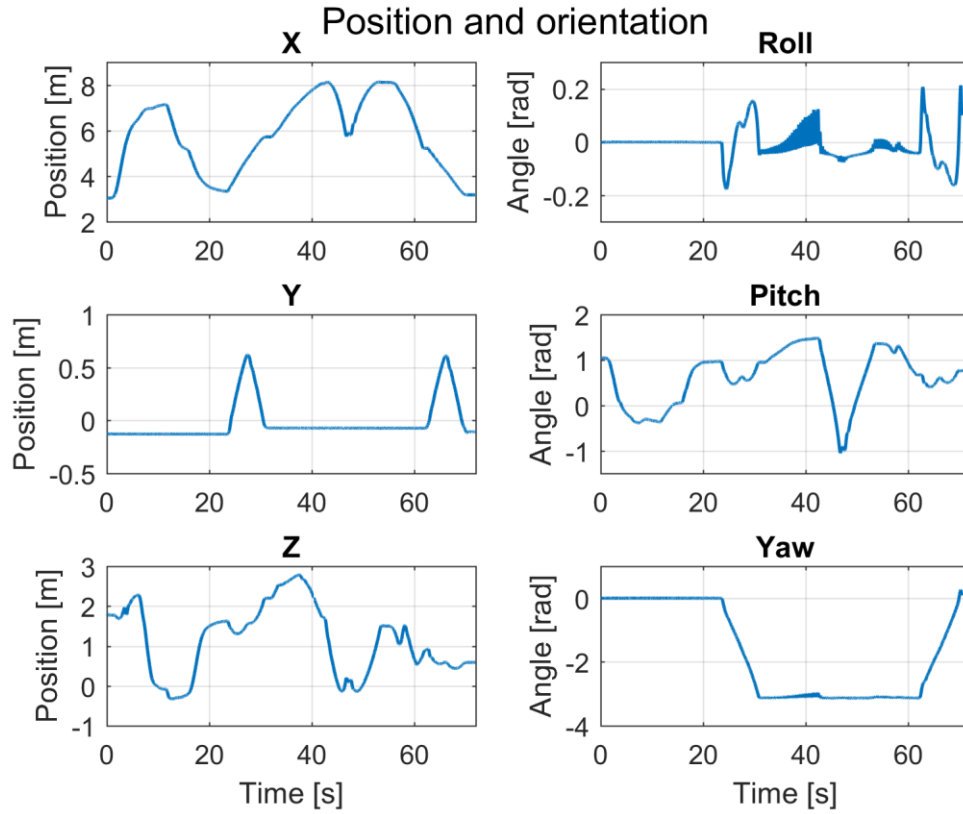 Position and orientation
X
Position [m]
8
6
4
2
0 20 40 60
Roll
Angle [rad]
0.2
0
-0.2
0 20 40 60
Y
Position [m]
1
0.5
0
-0.5
0 20 40 60
Pitch
Angle [rad]
2
1
0
-1
0 20 40 60
Z
Position [m]
3
2
1
0
-1
0 20 40 60
Time [s]
Yaw
Angle [rad]
0
-2
-4
0 20 40 60
Time [s]